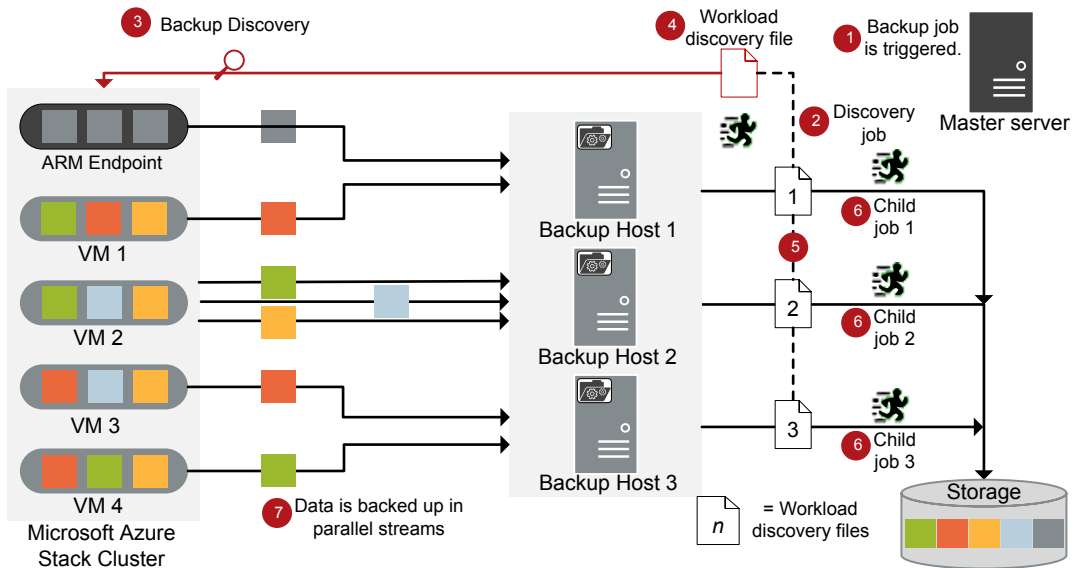 3 Backup Discovery
4 Workload
discovery file
1 Backup job
is triggered.
Master server
2 Discovery
job
ARM Endpoint
VM 1
VM 2
VM 3
VM 4
Microsoft Azure
Stack Cluster
Backup Host 1
Backup Host 2
Backup Host 3
1
6 Child
job 1
5
2
6 Child
job 2
3
6 Child
job 3
7 Data is backed up in
parallel streams
n = Workload
discovery files
Storage